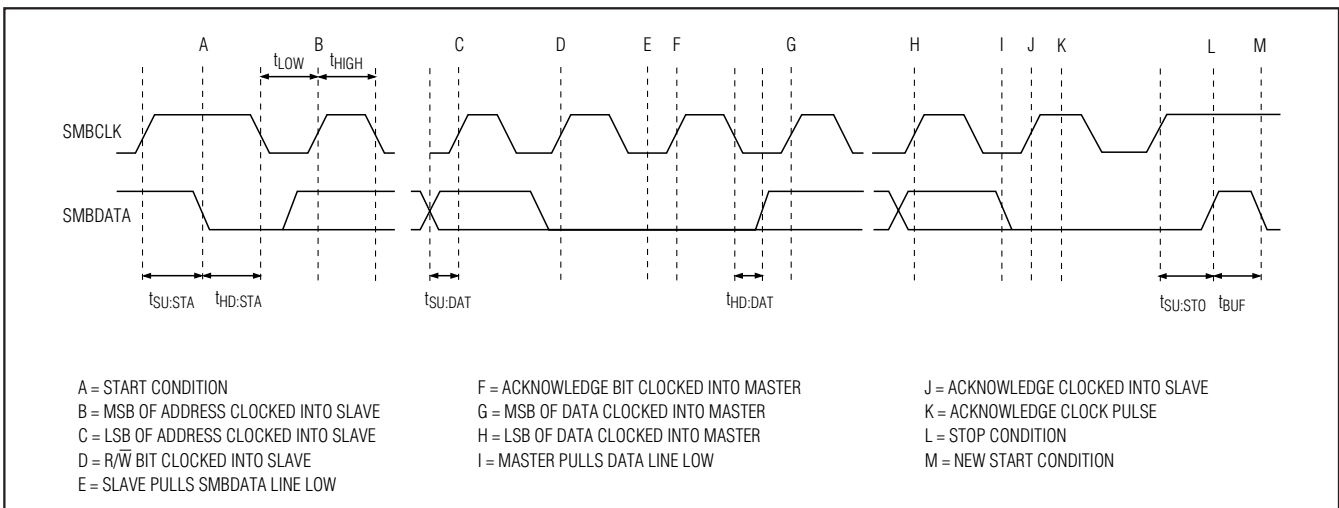 A B C D E F G H I J K L M
tLOW tHIGH
SMBCLK
SMBDATA
tSU:STA tHD:STA tSU:DAT tHD:DAT tSU:STO tBUF
A = START CONDITION
B = MSB OF ADDRESS CLOCKED INTO SLAVE
C = LSB OF ADDRESS CLOCKED INTO SLAVE
D = R/W̅ BIT CLOCKED INTO SLAVE
E = SLAVE PULLS SMBDATA LINE LOW
F = ACKNOWLEDGE BIT CLOCKED INTO MASTER
G = MSB OF DATA CLOCKED INTO MASTER
H = LSB OF DATA CLOCKED INTO MASTER
I = MASTER PULLS DATA LINE LOW
J = ACKNOWLEDGE CLOCKED INTO SLAVE
K = ACKNOWLEDGE CLOCK PULSE
L = STOP CONDITION
M = NEW START CONDITION